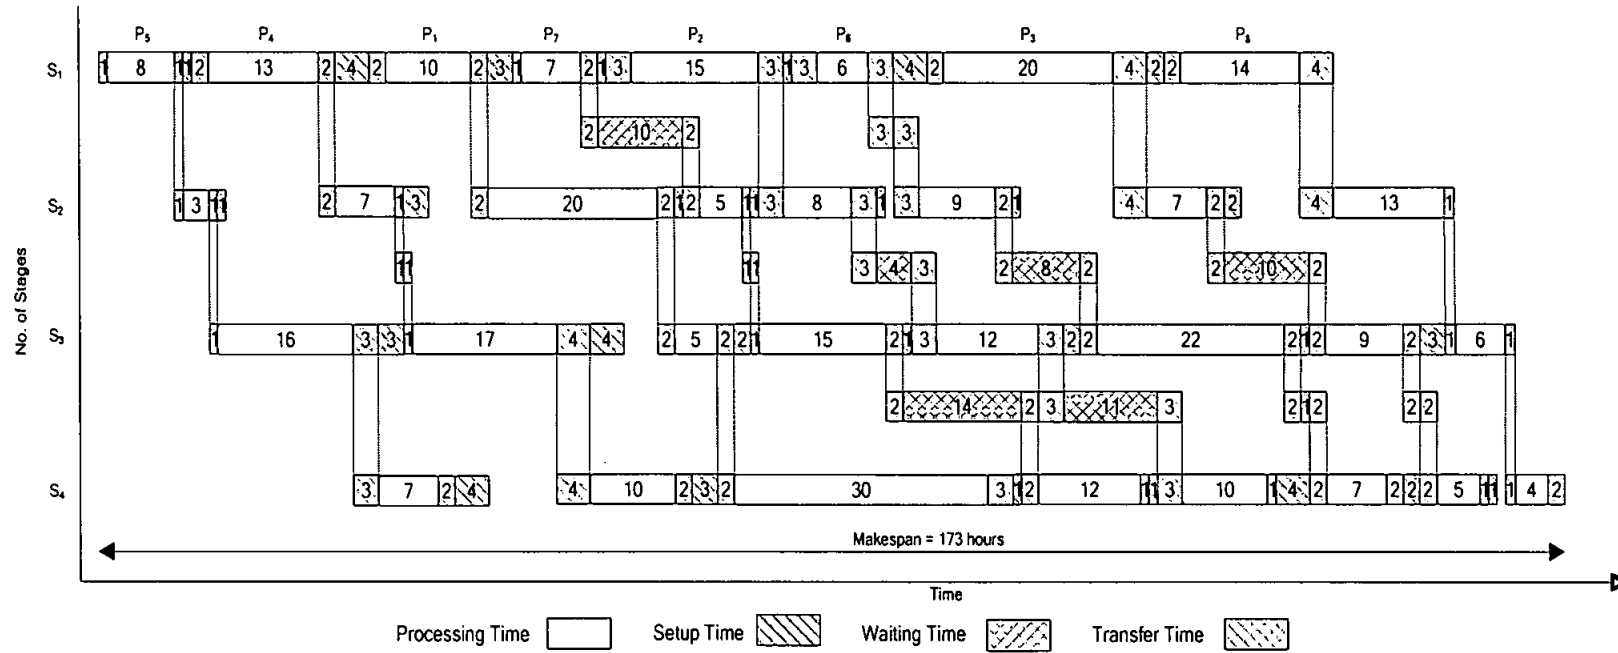 P₅ P₄ P₁ P₇ P₂ P₆ P₃ P₈
S₁ 1 8 1 1 2 13 2 4 2 10 2 3 1 7 2 1 3 15 3 1 3 6 3 4 2 20 4 2 2 14 4
2 10 2 3 3
S₂ 1 3 1 1 2 7 1 3 2 20 2 1 2 5 1 1 3 8 3 1 3 9 2 1 4 7 2 2 4 13 1
1 1 1 1 3 4 3 2 8 2 2 10 2
S₃ 1 16 3 3 1 17 4 4 2 5 2 2 1 15 2 1 3 12 3 2 2 22 2 1 2 9 2 3 1 6 1
2 14 2 3 11 3 2 1 2 2 2
S₄ 3 7 2 4 4 10 2 3 2 30 3 1 2 12 1 1 3 10 1 4 2 7 2 2 2 5 1 1 1 4 2
No. of Stages
Makespan = 173 hours
Time
Processing Time Setup Time Waiting Time Transfer Time